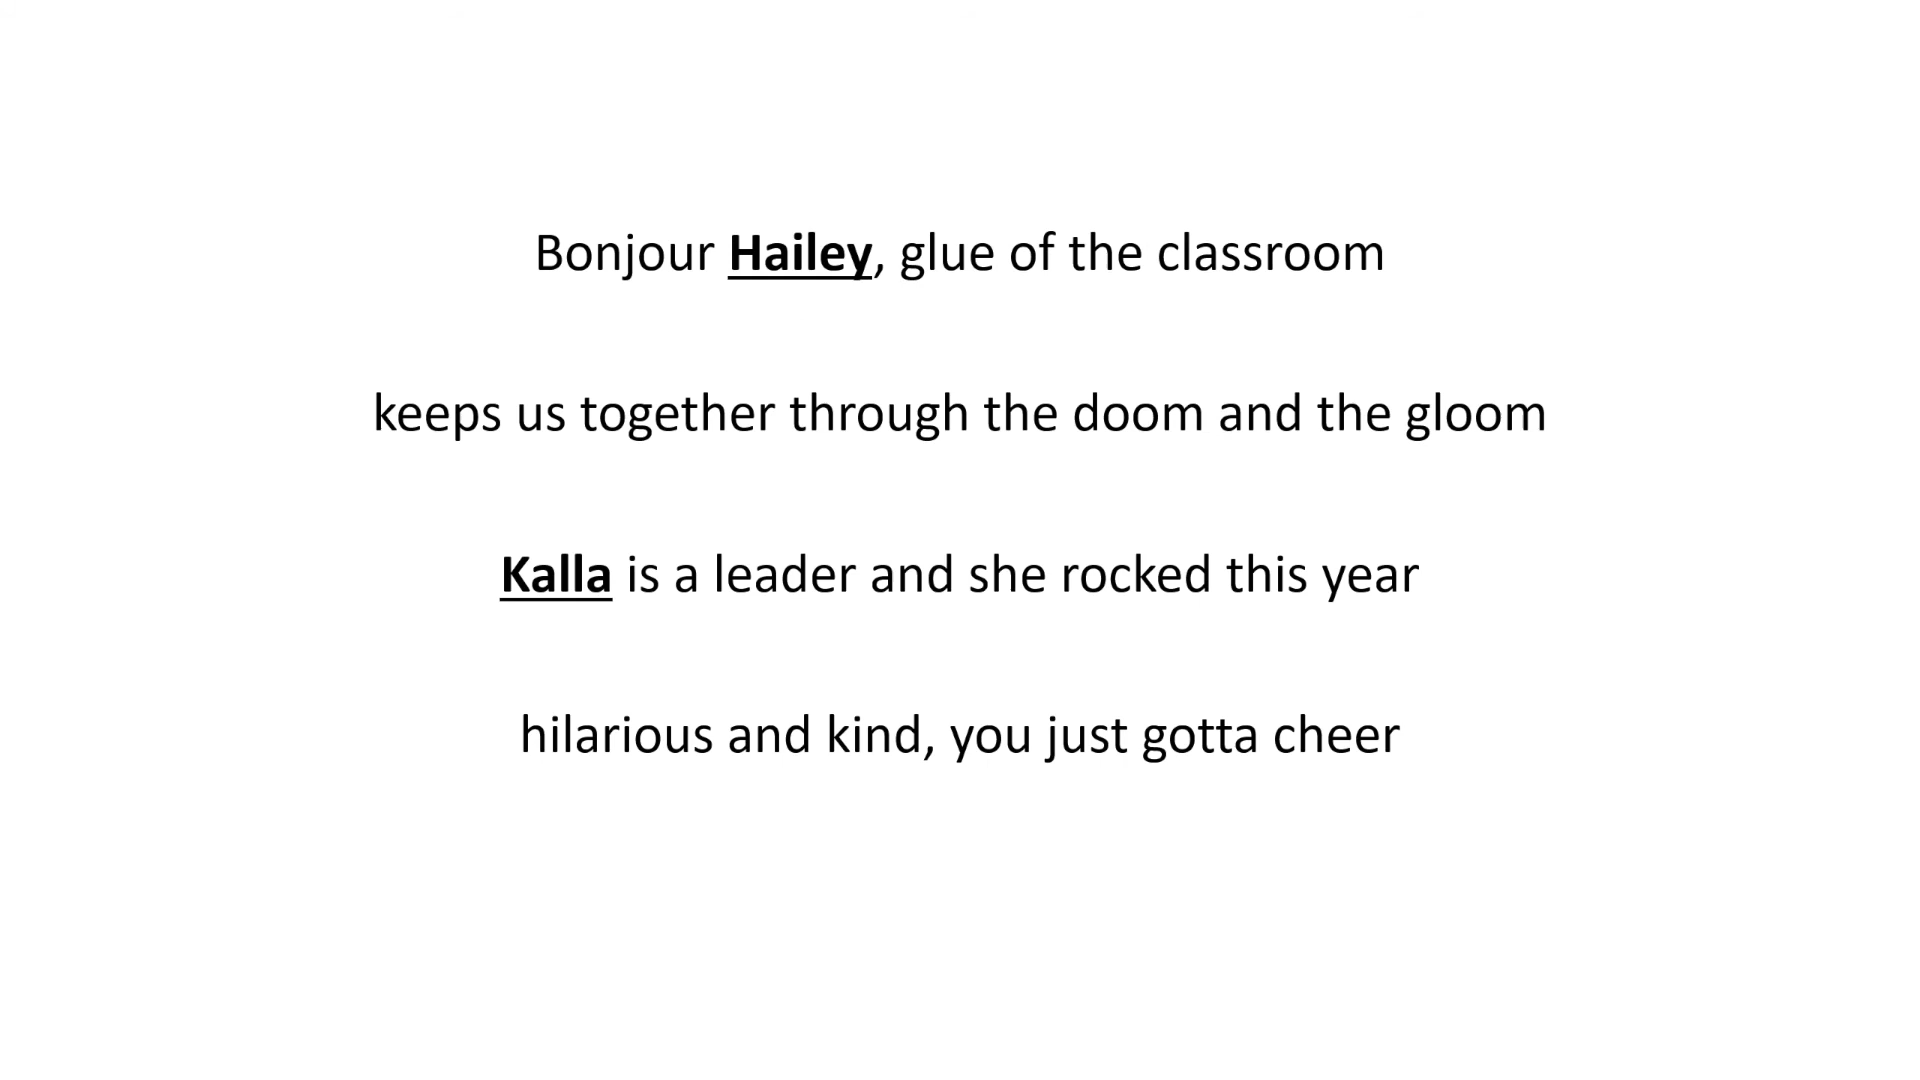 Bonjour Hailey, glue of the classroom
keeps us together through the doom and the gloom
Kalla is a leader and she rocked this year
hilarious and kind, you just gotta cheer